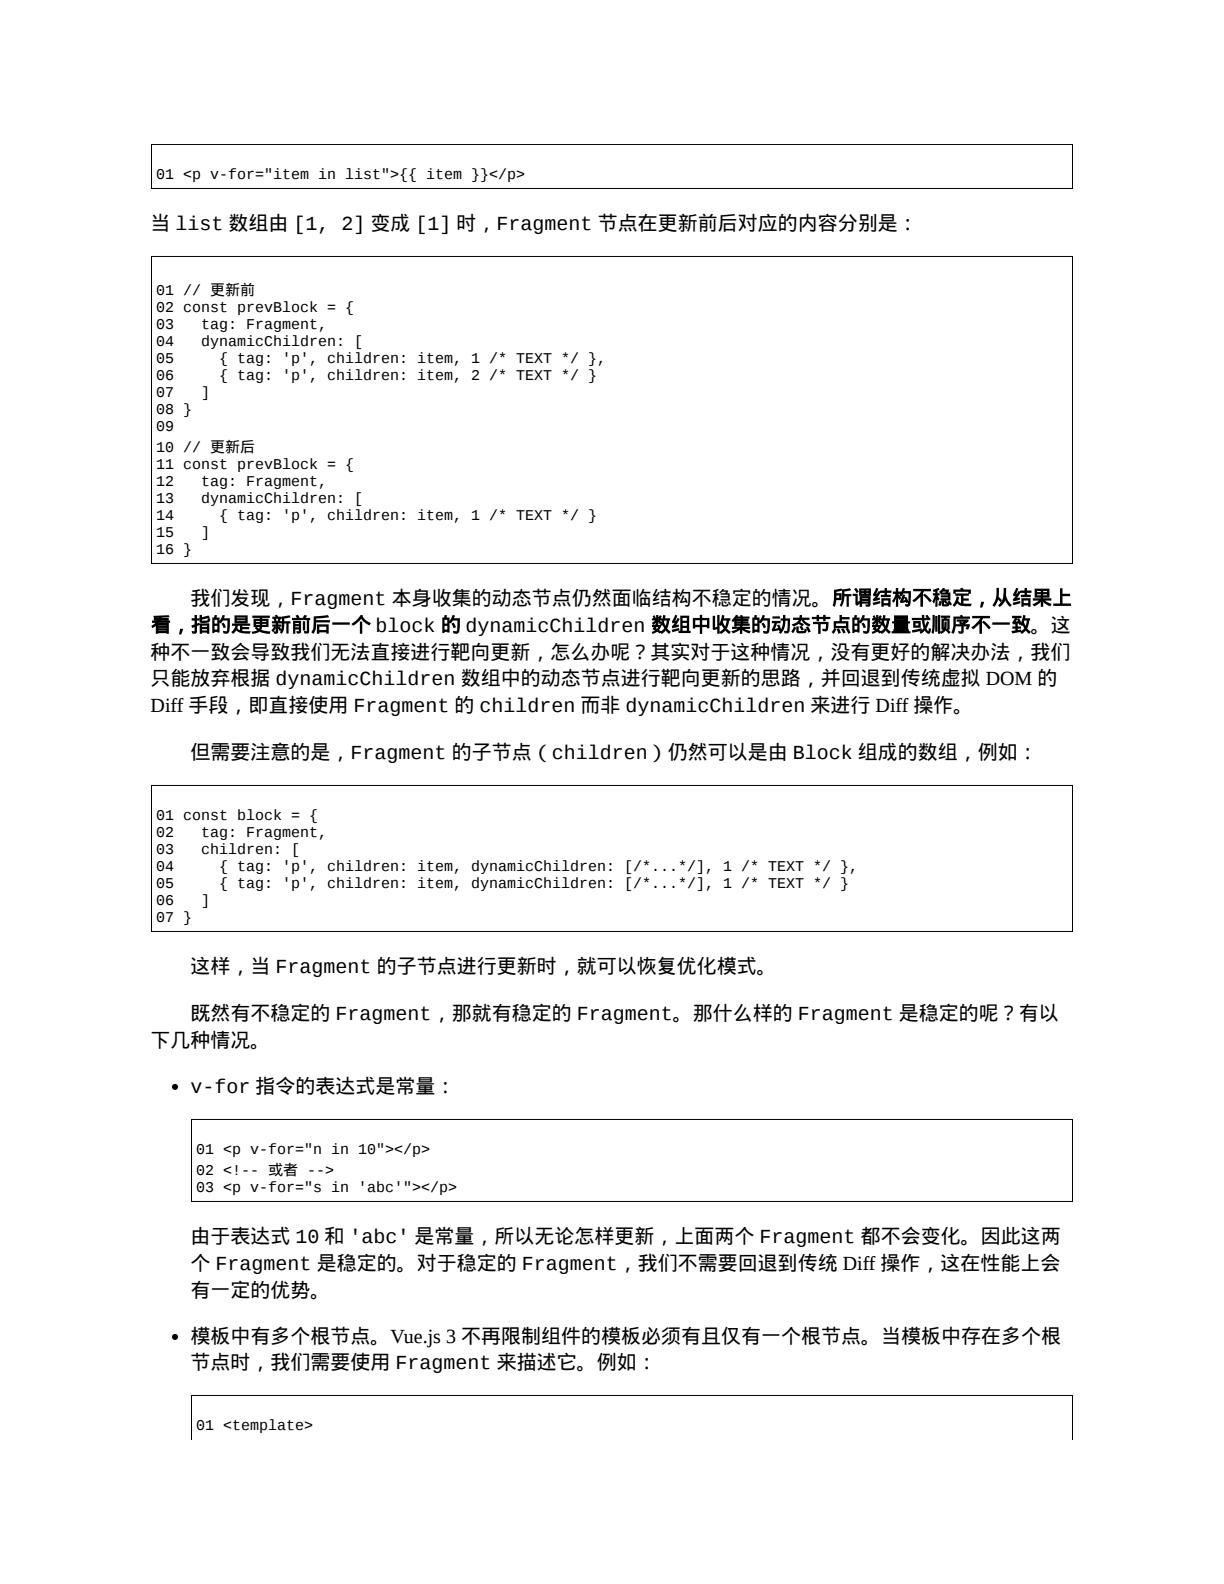 01 <p v-for="item in list">{{ item }}</p>
当 list 数组由 [1, 2] 变成 [1] 时，Fragment 节点在更新前后对应的内容分别是：
01 // 更新前
02 const prevBlock = {
03   tag: Fragment,
04   dynamicChildren: [
05     { tag: 'p', children: item, 1 /* TEXT */ },
06     { tag: 'p', children: item, 2 /* TEXT */ }
07   ]
08 }
09
10 // 更新后
11 const prevBlock = {
12   tag: Fragment,
13   dynamicChildren: [
14     { tag: 'p', children: item, 1 /* TEXT */ }
15   ]
16 }
我们发现，Fragment 本身收集的动态节点仍然面临结构不稳定的情况。所谓结构不稳定，从结果上
看，指的是更新前后一个 block 的 dynamicChildren 数组中收集的动态节点的数量或顺序不一致。这
种不一致会导致我们无法直接进行靶向更新，怎么办呢？其实对于这种情况，没有更好的解决办法，我们
只能放弃根据 dynamicChildren 数组中的动态节点进行靶向更新的思路，并回退到传统虚拟 DOM 的
Diff 手段，即直接使用 Fragment 的 children 而非 dynamicChildren 来进行 Diff 操作。
但需要注意的是，Fragment 的子节点（children）仍然可以是由 Block 组成的数组，例如：
01 const block = {
02   tag: Fragment,
03   children: [
04     { tag: 'p', children: item, dynamicChildren: [/*...*/], 1 /* TEXT */ },
05     { tag: 'p', children: item, dynamicChildren: [/*...*/], 1 /* TEXT */ }
06   ]
07 }
这样，当 Fragment 的子节点进行更新时，就可以恢复优化模式。
既然有不稳定的 Fragment，那就有稳定的 Fragment。那什么样的 Fragment 是稳定的呢？有以
下几种情况。
• v-for 指令的表达式是常量：
01 <p v-for="n in 10"></p>
02 <!-- 或者 -->
03 <p v-for="s in 'abc'"></p>
由于表达式 10 和 'abc' 是常量，所以无论怎样更新，上面两个 Fragment 都不会变化。因此这两
个 Fragment 是稳定的。对于稳定的 Fragment，我们不需要回退到传统 Diff 操作，这在性能上会
有一定的优势。
• 模板中有多个根节点。Vue.js 3 不再限制组件的模板必须有且仅有一个根节点。当模板中存在多个根
节点时，我们需要使用 Fragment 来描述它。例如：
01 <template>